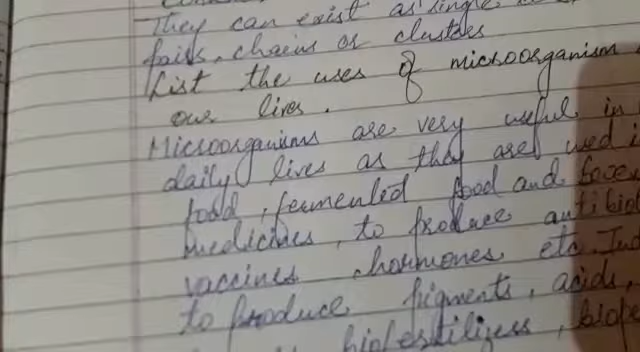 They can exist as single
pairs, chains or clusters
List the uses of microorganism
our lives.
Microorganisms are very useful in
daily lives as they are used
food, fermented food and
medicines, to produce antibiot
vaccines hormones etc.
to produce pigments, acids,
biofertilizers,